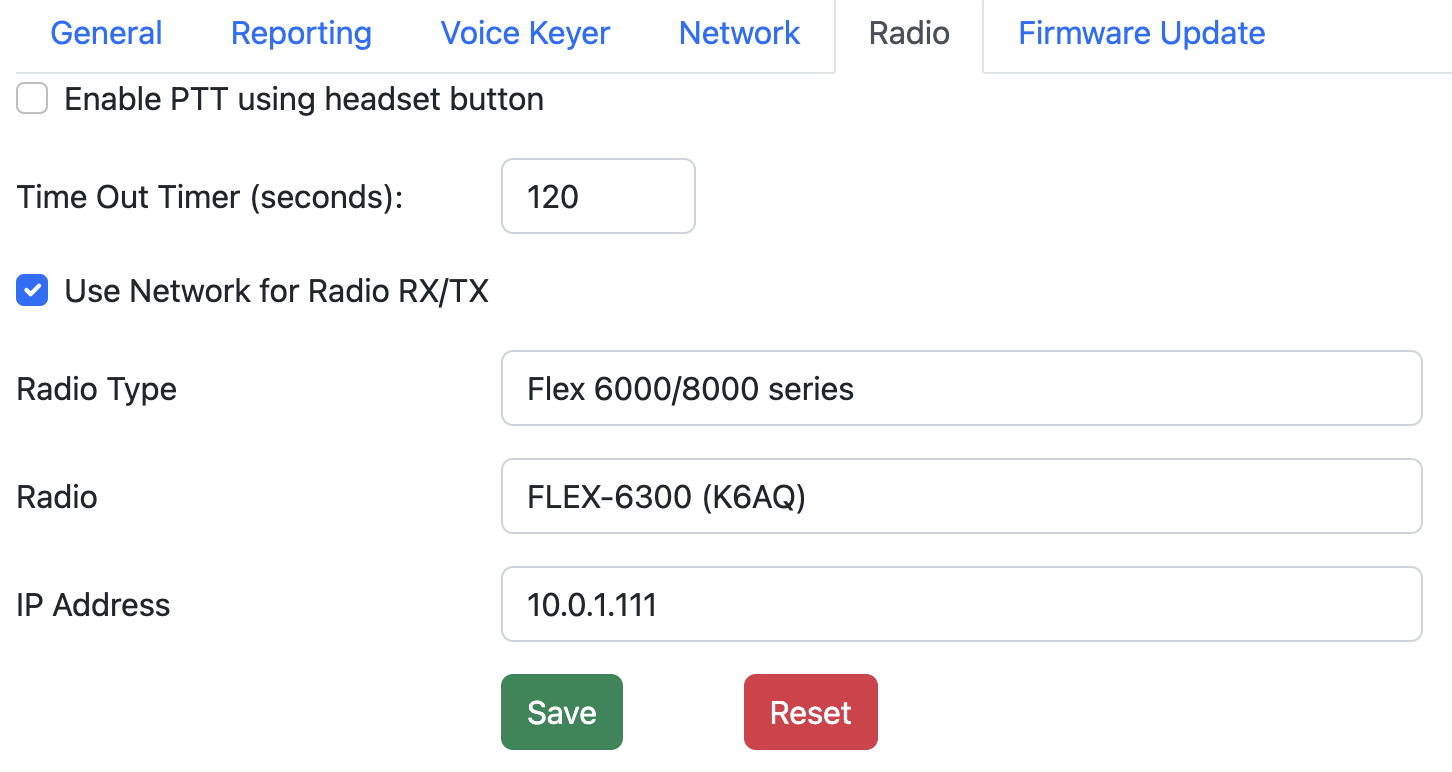 General Reporting Voice Keyer Network Radio Firmware Update
Enable PTT using headset button
Time Out Timer (seconds): 120
Use Network for Radio RX/TX
Radio Type Flex 6000/8000 series
Radio FLEX-6300 (K6AQ)
IP Address 10.0.1.111
Save Reset